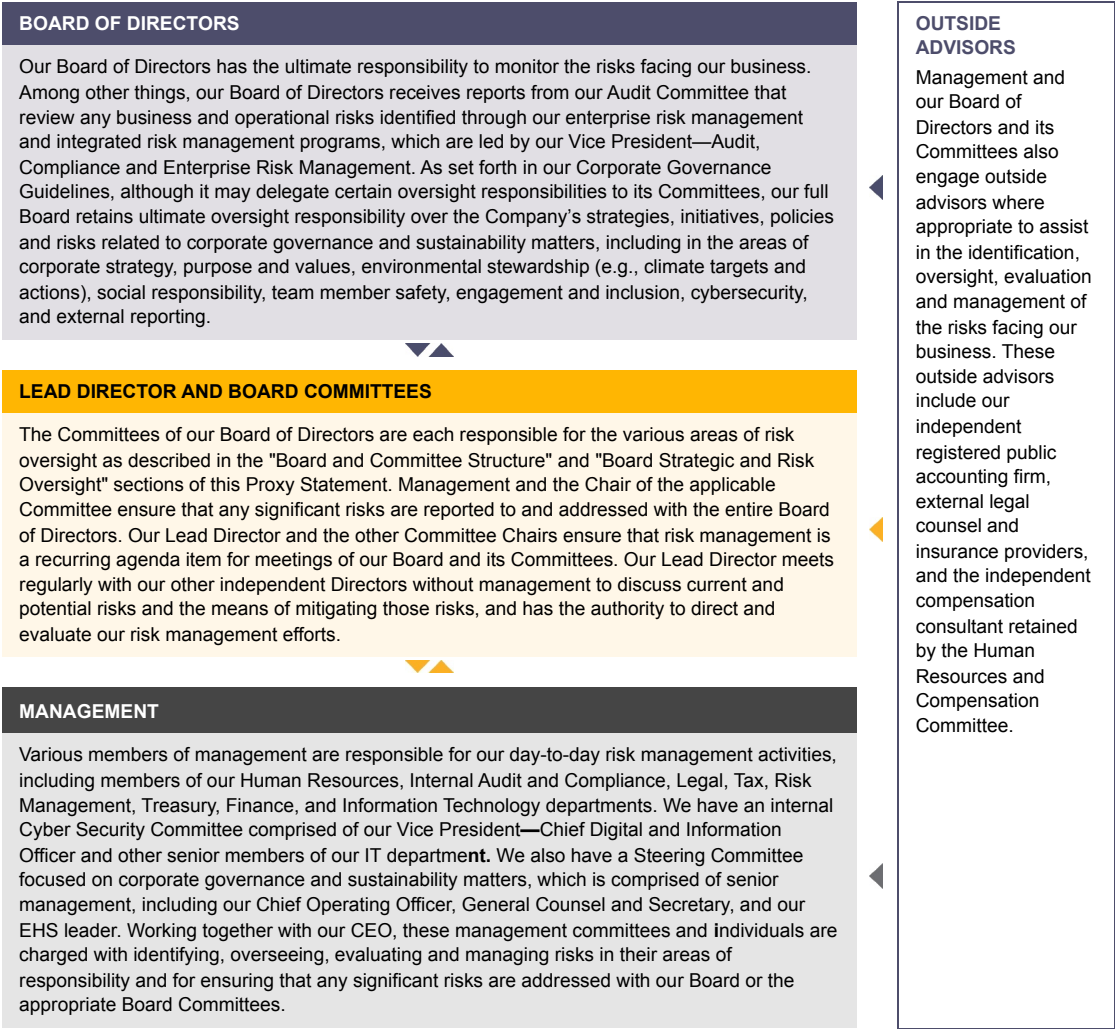 BOARD OF DIRECTORS
Our Board of Directors has the ultimate responsibility to monitor the risks facing our business.
Among other things, our Board of Directors receives reports from our Audit Committee that
review any business and operational risks identified through our enterprise risk management
and integrated risk management programs, which are led by our Vice President—Audit,
Compliance and Enterprise Risk Management. As set forth in our Corporate Governance
Guidelines, although it may delegate certain oversight responsibilities to its Committees, our full
Board retains ultimate oversight responsibility over the Company’s strategies, initiatives, policies
and risks related to corporate governance and sustainability matters, including in the areas of
corporate strategy, purpose and values, environmental stewardship (e.g., climate targets and
actions), social responsibility, team member safety, engagement and inclusion, cybersecurity,
and external reporting.
LEAD DIRECTOR AND BOARD COMMITTEES
The Committees of our Board of Directors are each responsible for the various areas of risk
oversight as described in the "Board and Committee Structure" and "Board Strategic and Risk
Oversight" sections of this Proxy Statement. Management and the Chair of the applicable
Committee ensure that any significant risks are reported to and addressed with the entire Board
of Directors. Our Lead Director and the other Committee Chairs ensure that risk management is
a recurring agenda item for meetings of our Board and its Committees. Our Lead Director meets
regularly with our other independent Directors without management to discuss current and
potential risks and the means of mitigating those risks, and has the authority to direct and
evaluate our risk management efforts.
MANAGEMENT
Various members of management are responsible for our day-to-day risk management activities,
including members of our Human Resources, Internal Audit and Compliance, Legal, Tax, Risk
Management, Treasury, Finance, and Information Technology departments. We have an internal
Cyber Security Committee comprised of our Vice President—Chief Digital and Information
Officer and other senior members of our IT department. We also have a Steering Committee
focused on corporate governance and sustainability matters, which is comprised of senior
management, including our Chief Operating Officer, General Counsel and Secretary, and our
EHS leader. Working together with our CEO, these management committees and individuals are
charged with identifying, overseeing, evaluating and managing risks in their areas of
responsibility and for ensuring that any significant risks are addressed with our Board or the
appropriate Board Committees.
OUTSIDE
ADVISORS
Management and
our Board of
Directors and its
Committees also
engage outside
advisors where
appropriate to assist
in the identification,
oversight, evaluation
and management of
the risks facing our
business. These
outside advisors
include our
independent
registered public
accounting firm,
external legal
counsel and
insurance providers,
and the independent
compensation
consultant retained
by the Human
Resources and
Compensation
Committee.